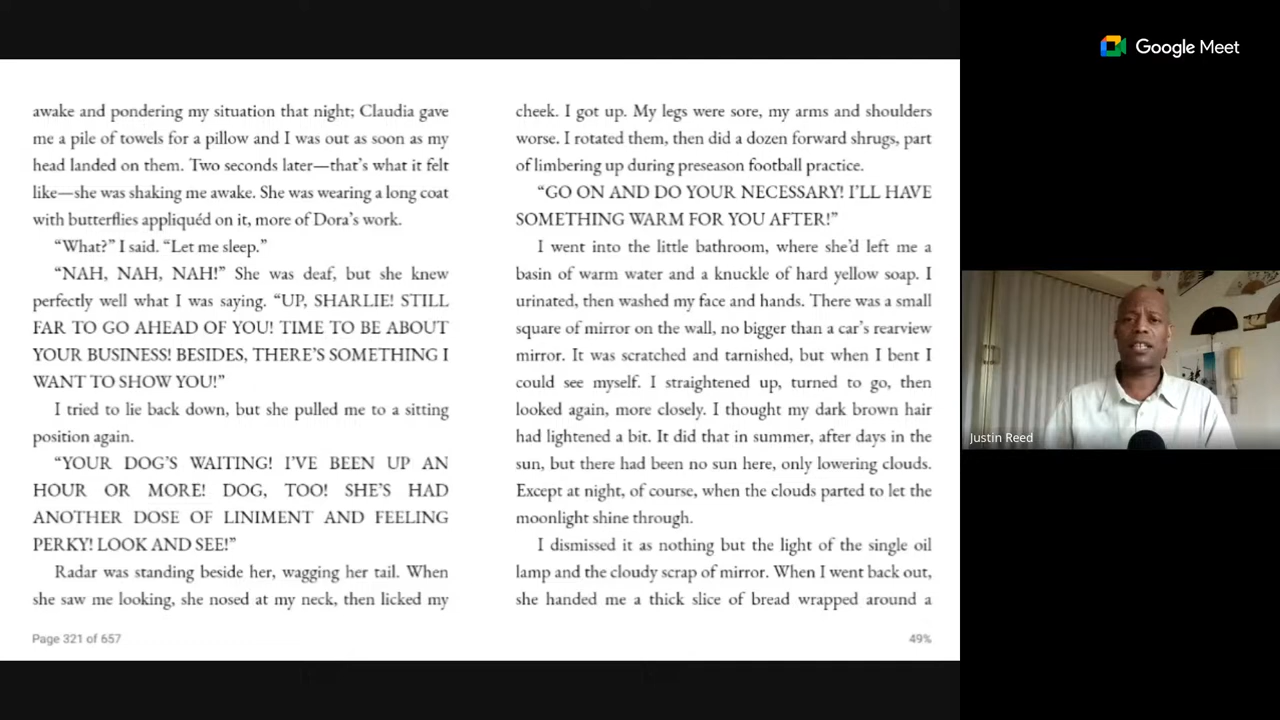 awake and pondering my situation that night; Claudia gave
me a pile of towels for a pillow and I was out as soon as my
head landed on them. Two seconds later—that's what it felt
like—she was shaking me awake. She was wearing a long coat
with butterflies appliquéd on it, more of Dora's work.
“What?” I said. “Let me sleep.”
“NAH, NAH, NAH!” She was deaf, but she knew
perfectly well what I was saying. “UP, SHARLIE! STILL
FAR TO GO AHEAD OF YOU! TIME TO BE ABOUT
YOUR BUSINESS! BESIDES, THERE'S SOMETHING I
WANT TO SHOW YOU!”
I tried to lie back down, but she pulled me to a sitting
position again.
“YOUR DOG'S WAITING! I'VE BEEN UP AN
HOUR OR MORE! DOG, TOO! SHE'S HAD
ANOTHER DOSE OF LINIMENT AND FEELING
PERKY! LOOK AND SEE!”
Radar was standing beside her, wagging her tail. When
she saw me looking, she nosed at my neck, then licked my
Page 321 of 657
cheek. I got up. My legs were sore, my arms and shoulders
worse. I rotated them, then did a dozen forward shrugs, part
of limbering up during preseason football practice.
“GO ON AND DO YOUR NECESSARY! I'LL HAVE
SOMETHING WARM FOR YOU AFTER!”
I went into the little bathroom, where she'd left me a
basin of warm water and a knuckle of hard yellow soap. I
urinated, then washed my face and hands. There was a small
square of mirror on the wall, no bigger than a car's rearview
mirror. It was scratched and tarnished, but when I bent I
could see myself. I straightened up, turned to go, then
looked again, more closely. I thought my dark brown hair
had lightened a bit. It did that in summer, after days in the
sun, but there had been no sun here, only lowering clouds.
Except at night, of course, when the clouds parted to let the
moonlight shine through.
I dismissed it as nothing but the light of the single oil
lamp and the cloudy scrap of mirror. When I went back out,
she handed me a thick slice of bread wrapped around a
49%
Google Meet
Justin Reed